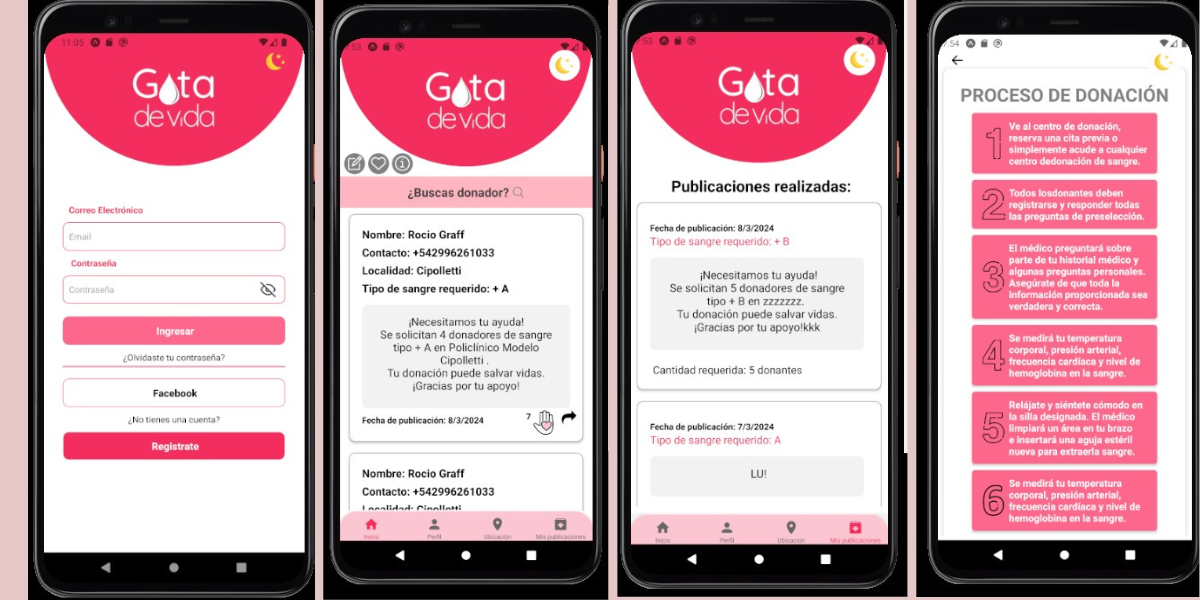 11:05
Gota
de vida
Correo Electrónico
Email
Contraseña
Contraseña
Ingresar
¿Olvidaste tu contraseña?
Facebook
¿No tienes una cuenta?
Registrate
:53
Gota
de vida
¿Buscas donador?
Nombre: Rocio Graff
Contacto: +542996261033
Localidad: Cipolletti
Tipo de sangre requerido: + A
¡Necesitamos tu ayuda!
Se solicitan 4 donadores de sangre
tipo + A en Policlínico Modelo
Cipolletti .
Tu donación puede salvar vidas.
¡Gracias por tu apoyo!
Fecha de publicación: 8/3/2024
7
Nombre: Rocio Graff
Contacto: +542996261033
Localidad: Cipolletti
Inicio
Perfil
Ubicación
Mis publicaciones
:53
Gota
de vida
Publicaciones realizadas:
Fecha de publicación: 8/3/2024
Tipo de sangre requerido: + B
¡Necesitamos tu ayuda!
Se solicitan 5 donadores de sangre
tipo + B en zzzzzzz.
Tu donación puede salvar vidas.
¡Gracias por tu apoyo!kkk
Cantidad requerida: 5 donantes
Fecha de publicación: 7/3/2024
Tipo de sangre requerido: A
LU!
Inicio
Perfil
Ubicación
Mis publicaciones
:54
PROCESO DE DONACIÓN
1
Ve al centro de donación,
reserva una cita previa o
simplemente acude a cualquier
centro dedonación de sangre.
2
Todos losdonantes deben
registrarse y responder todas
las preguntas de preselección.
3
El médico preguntará sobre
parte de tu historial médico y
algunas preguntas personales.
Asegúrate de que toda la
información proporcionada sea
verdadera y correcta.
4
Se medirá tu temperatura
corporal, presión arterial,
frecuencia cardíaca y nivel de
hemoglobina en la sangre.
5
Relájate y siéntete cómodo en
la silla designada. El médico
limpiará un área en tu brazo
e insertará una aguja estéril
nueva para extraerla sangre.
6
Se medirá tu temperatura
corporal, presión arterial,
frecuencia cardíaca y nivel de
hemoglobina en la sangre.